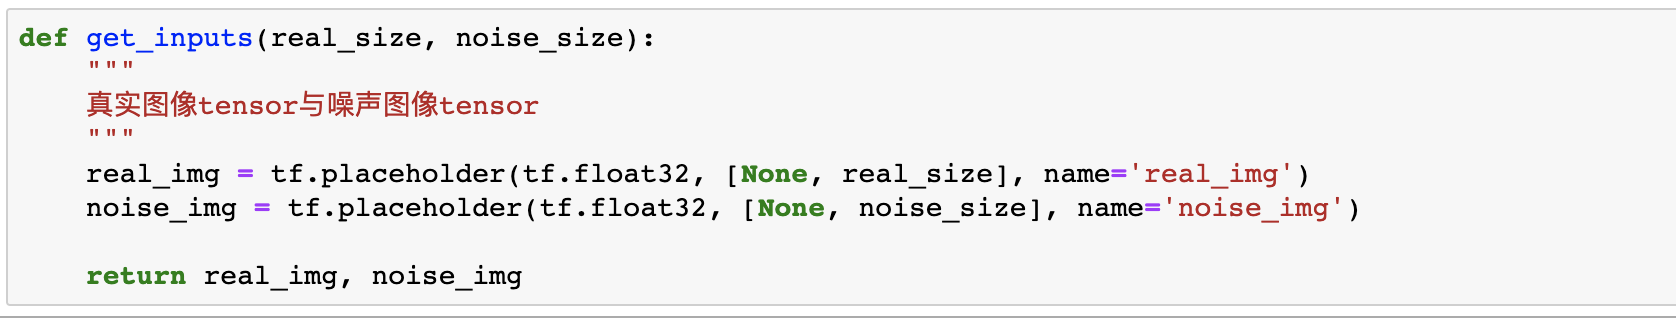 def get_inputs(real_size, noise_size):
    """
    真实图像tensor与噪声图像tensor
    """
    real_img = tf.placeholder(tf.float32, [None, real_size], name='real_img')
    noise_img = tf.placeholder(tf.float32, [None, noise_size], name='noise_img')
    return real_img, noise_img